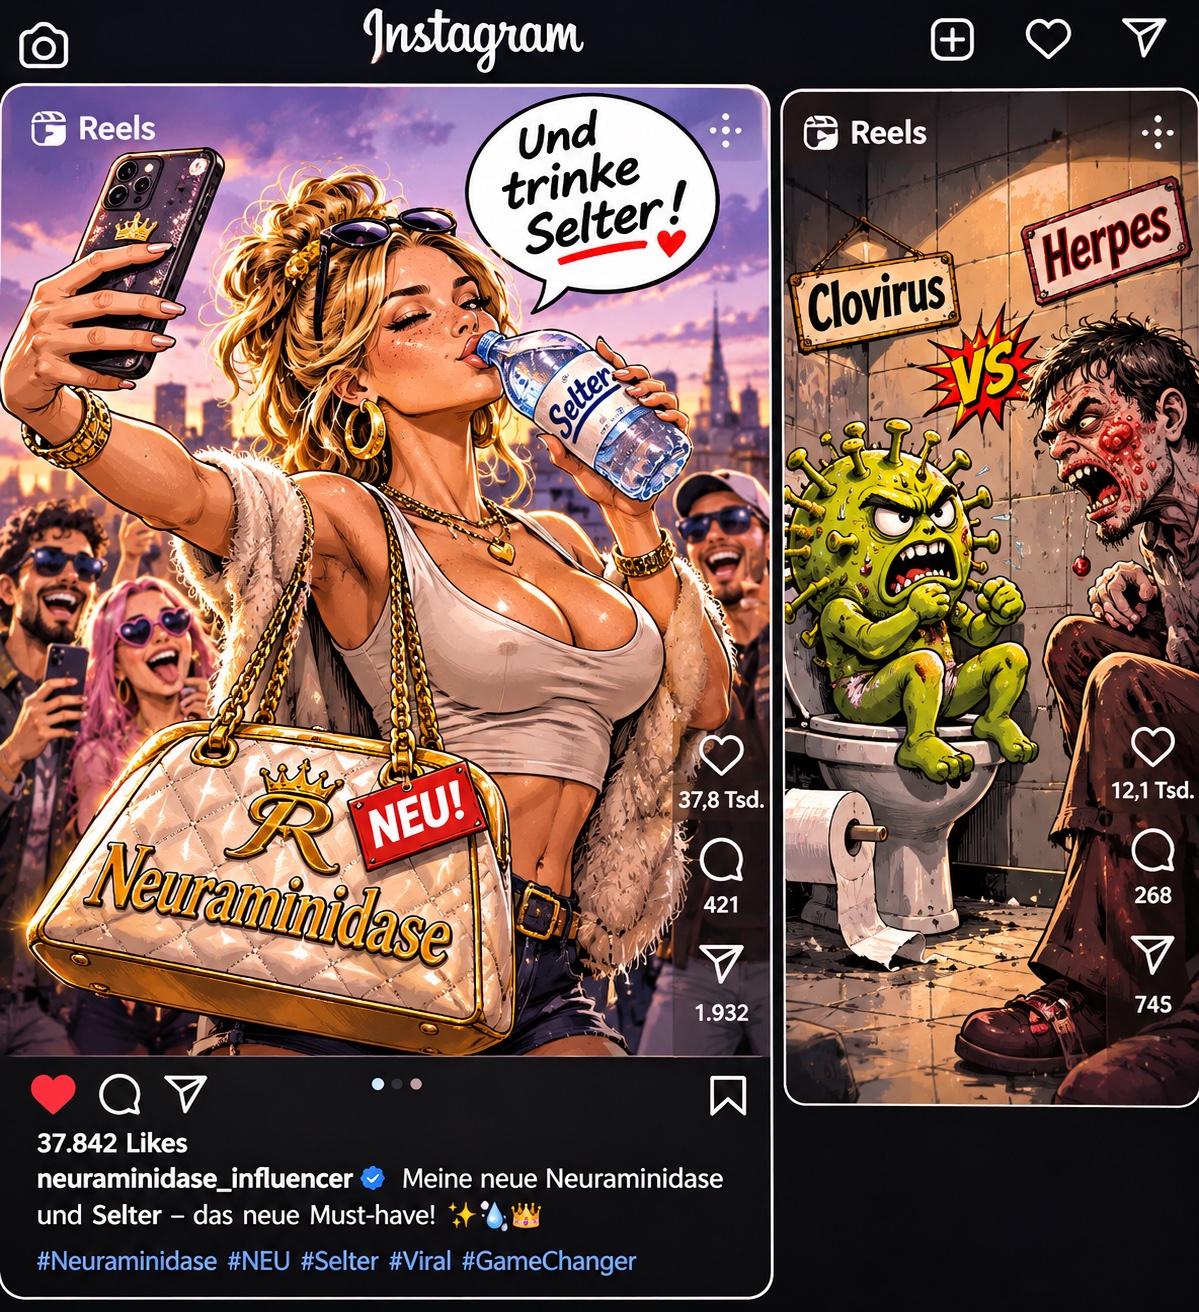 Instagram
Reels
Und
trinke
Selter!
Selter
R
NEU!
Neuraminidase
37,8 Tsd.
421
1.932
37.842 Likes
neuraminidase_influencer Meine neue Neuraminidase
und Selter – das neue Must-have! ✨💦👑
#Neuraminidase #NEU #Selter #Viral #GameChanger
Reels
Clovirus
VS
Herpes
12,1 Tsd.
268
745